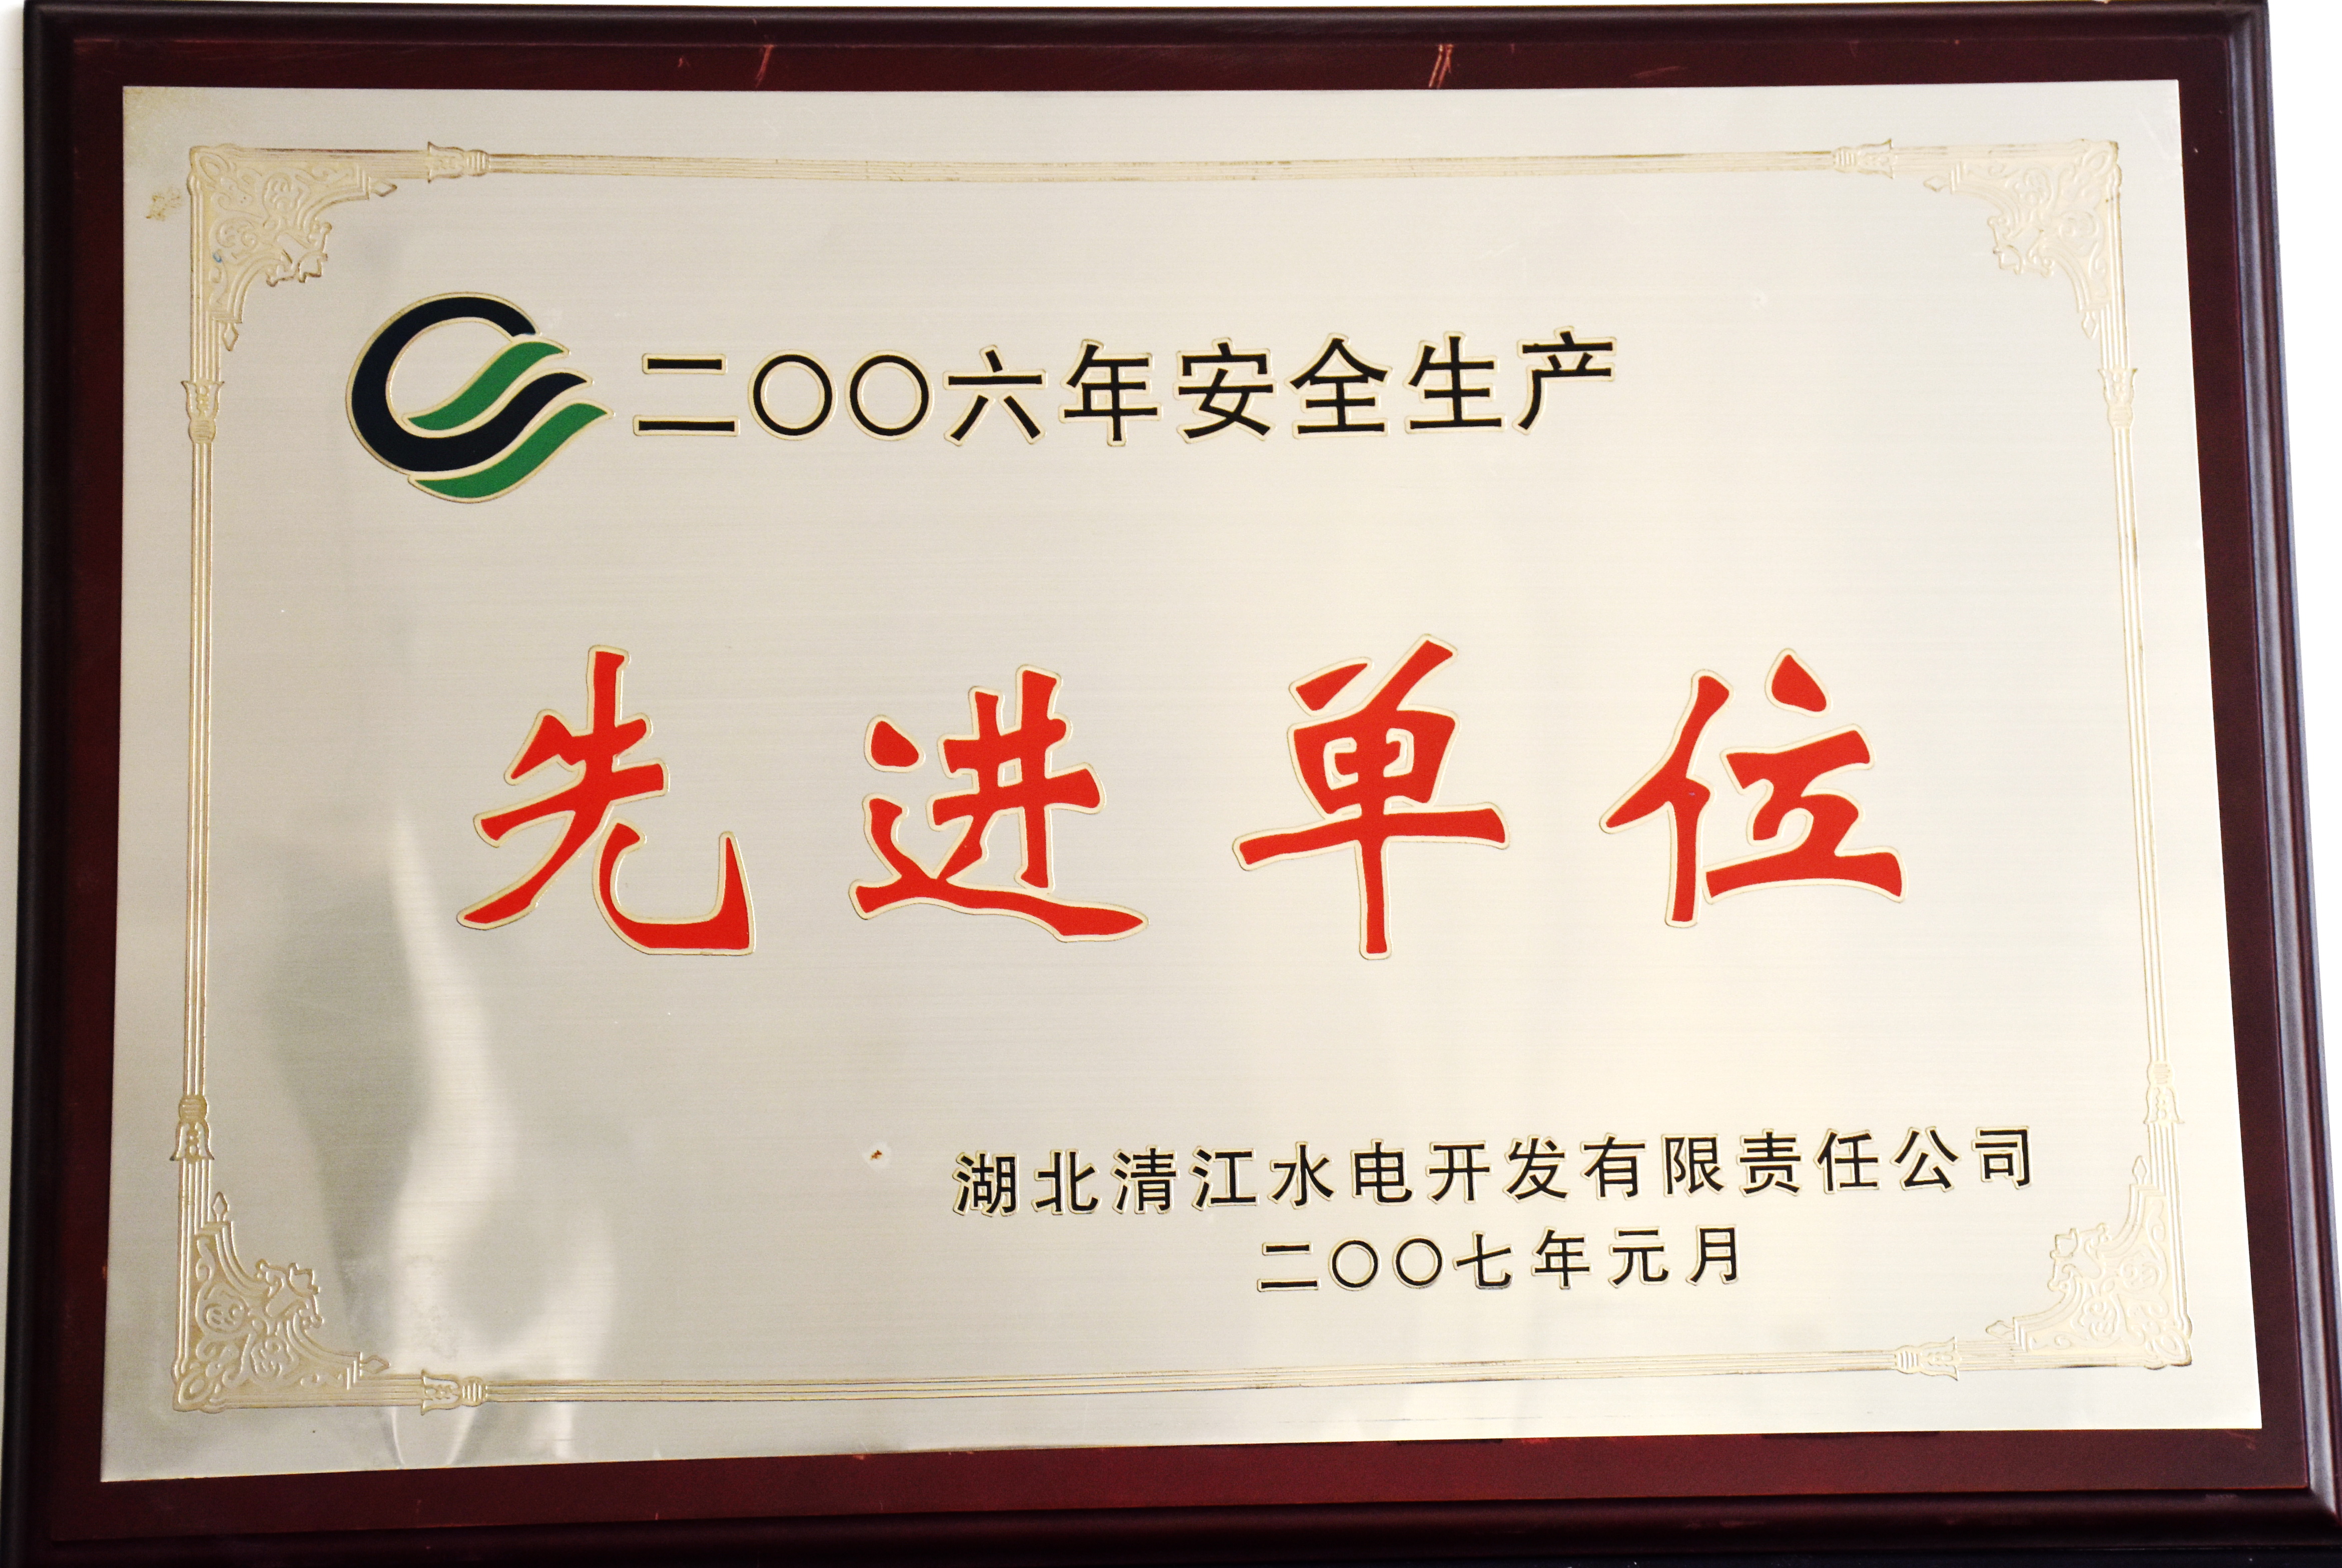 二〇〇六年安全生产
先进单位
湖北清江水电开发有限责任公司
二〇〇七年元月